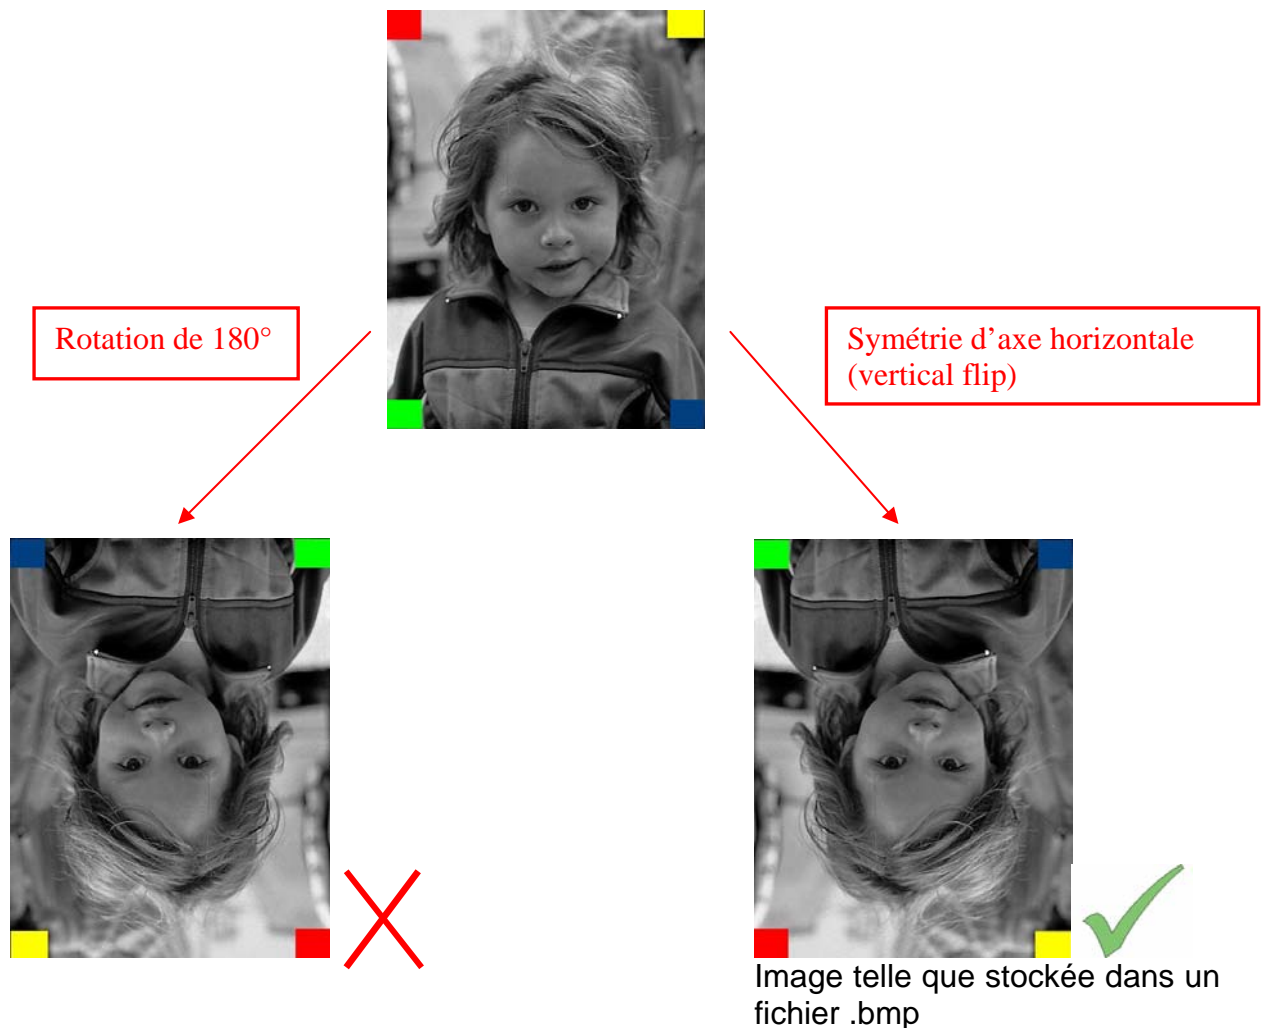 Rotation de 180°
Symétrie d’axe horizontale
(vertical flip)
Image telle que stockée dans un
fichier .bmp